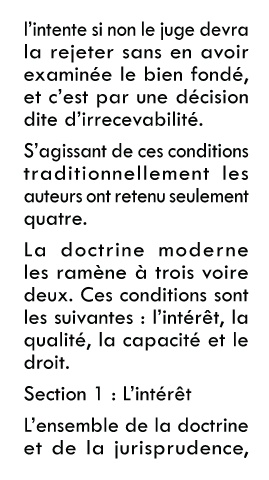 l'intente si non le juge devra
la rejeter sans en avoir
examinée le bien fondé,
et c'est par une décision
dite d'irrecevabilité.
S'agissant de ces conditions
traditionnellement les
auteurs ont retenu seulement
quatre.
La doctrine moderne
les ramène à trois voire
deux. Ces conditions sont
les suivantes : l'intérêt, la
qualité, la capacité et le
droit.
Section 1 : L'intérêt
L'ensemble de la doctrine
et de la jurisprudence,